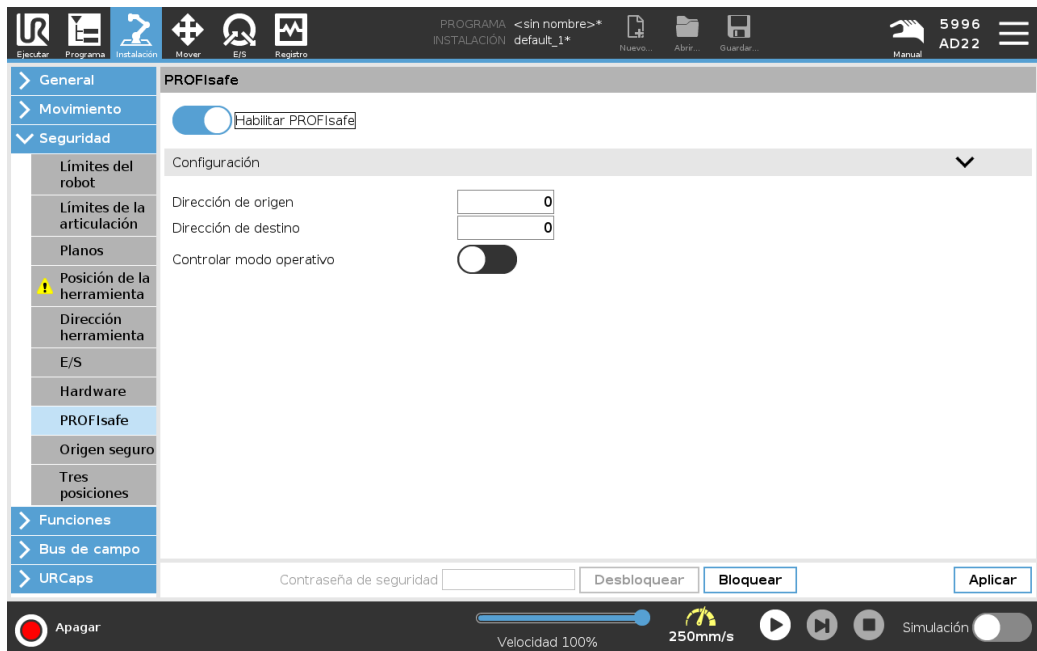 PROGRAMA <sin nombre>*
INSTALACIÓN default_1*
Ejecutar
Programa
Instalación
Mover
E/S
Registro
Nuevo...
Abrir...
Guardar...
Manual
5996
AD22
General
Movimiento
Seguridad
Límites del
robot
Límites de la
articulación
Planos
Posición de la
herramienta
Dirección
herramienta
E/S
Hardware
PROFIsafe
Origen seguro
Tres
posiciones
Funciones
Bus de campo
URCaps
PROFIsafe
Habilitar PROFIsafe
Configuración
Dirección de origen 0
Dirección de destino 0
Controlar modo operativo
Contraseña de seguridad Desbloquear Bloquear Aplicar
Apagar
Velocidad 100%
250mm/s
Simulación